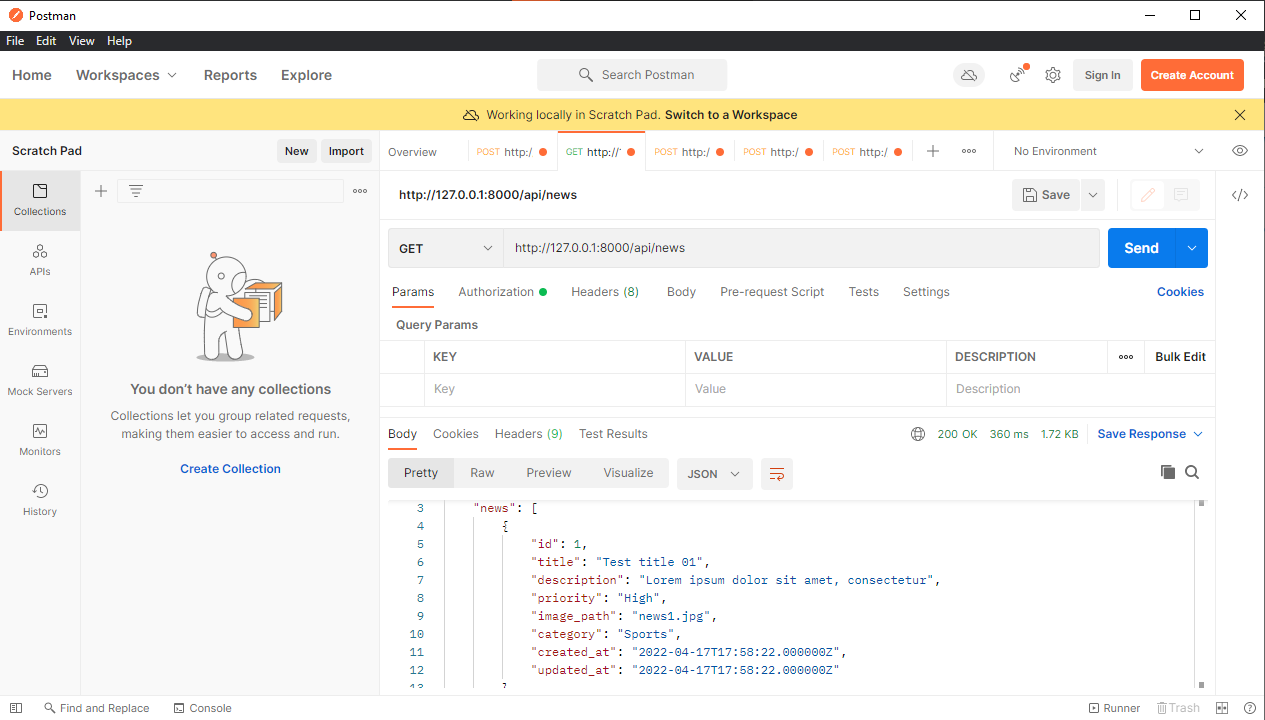 Postman
File Edit View Help
Home Workspaces Reports Explore Search Postman Sign In Create Account
Working locally in Scratch Pad. Switch to a Workspace
Scratch Pad New Import
Overview POST http:/ GET http://' POST http:/ POST http:/ POST http:/ No Environment
Collections
APIs
Environments
Mock Servers
Monitors
History
You don't have any collections
Collections let you group related requests,
making them easier to access and run.
Create Collection
http://127.0.0.1:8000/api/news Save
GET http://127.0.0.1:8000/api/news Send
Params Authorization Headers (8) Body Pre-request Script Tests Settings Cookies
Query Params
KEY VALUE DESCRIPTION Bulk Edit
Key Value Description
Body Cookies Headers (9) Test Results 200 OK 360 ms 1.72 KB Save Response
Pretty Raw Preview Visualize JSON
3 "news": [
4 {
5 "id": 1,
6 "title": "Test title 01",
7 "description": "Lorem ipsum dolor sit amet, consectetur",
8 "priority": "High",
9 "image_path": "news1.jpg",
10 "category": "Sports",
11 "created_at": "2022-04-17T17:58:22.000000Z",
12 "updated_at": "2022-04-17T17:58:22.000000Z"
13
Find and Replace Console Runner Trash